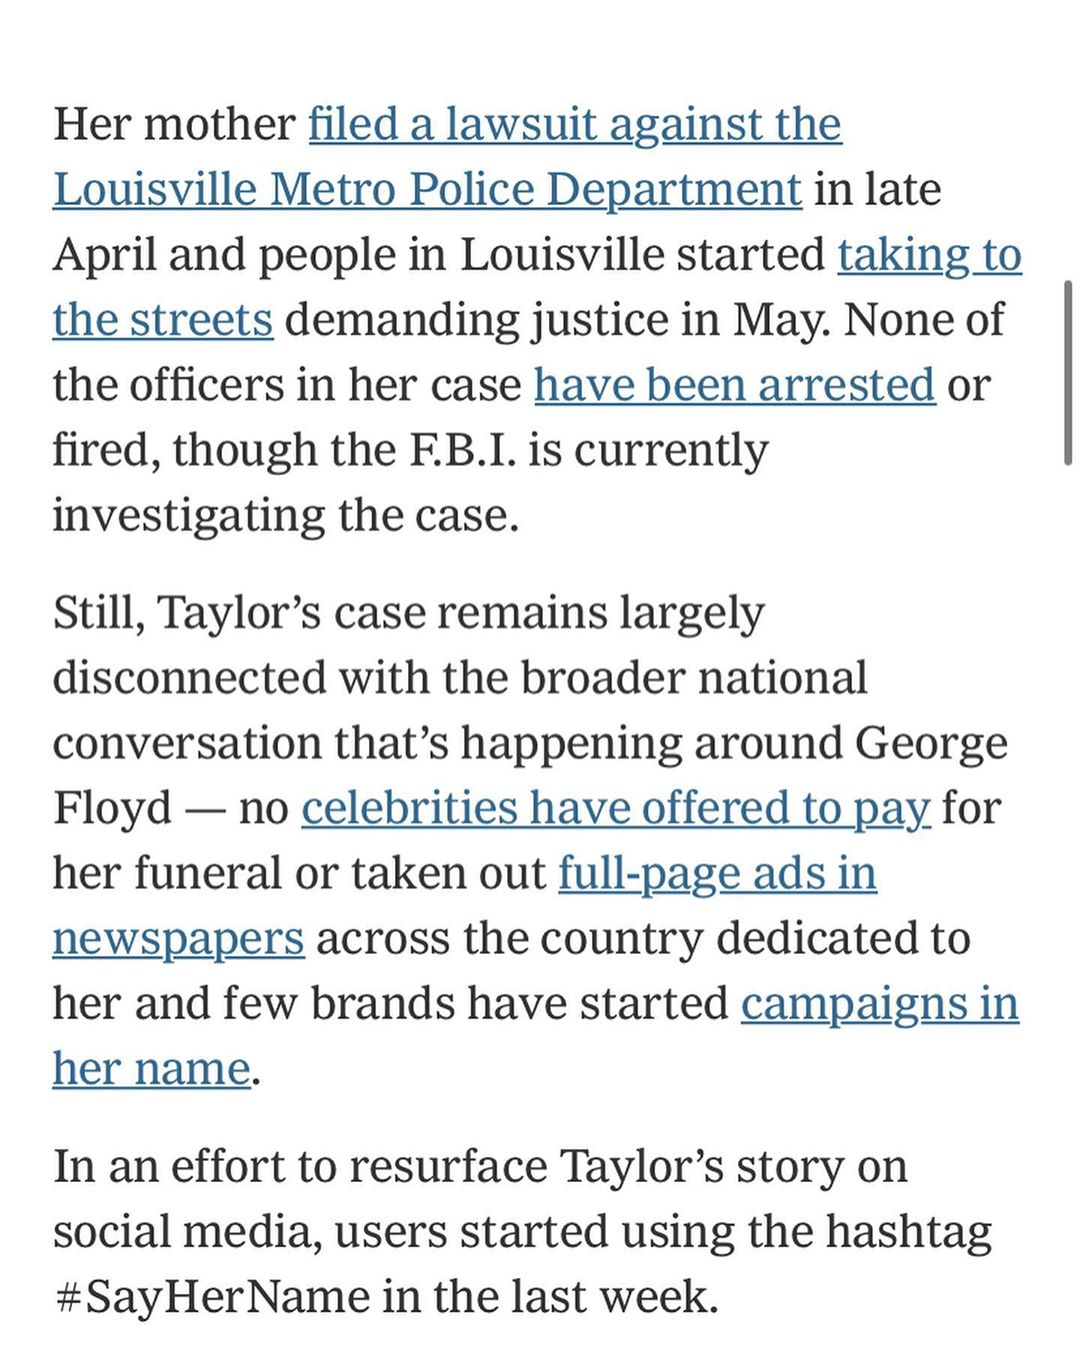 Her mother filed a lawsuit against the
Louisville Metro Police Department in late
April and people in Louisville started taking to
the streets demanding justice in May. None of
the officers in her case have been arrested or
fired, though the F.B.I. is currently
investigating the case.
Still, Taylor’s case remains largely
disconnected with the broader national
conversation that’s happening around George
Floyd — no celebrities have offered to pay for
her funeral or taken out full-page ads in
newspapers across the country dedicated to
her and few brands have started campaigns in
her name.
In an effort to resurface Taylor’s story on
social media, users started using the hashtag
#SayHerName in the last week.